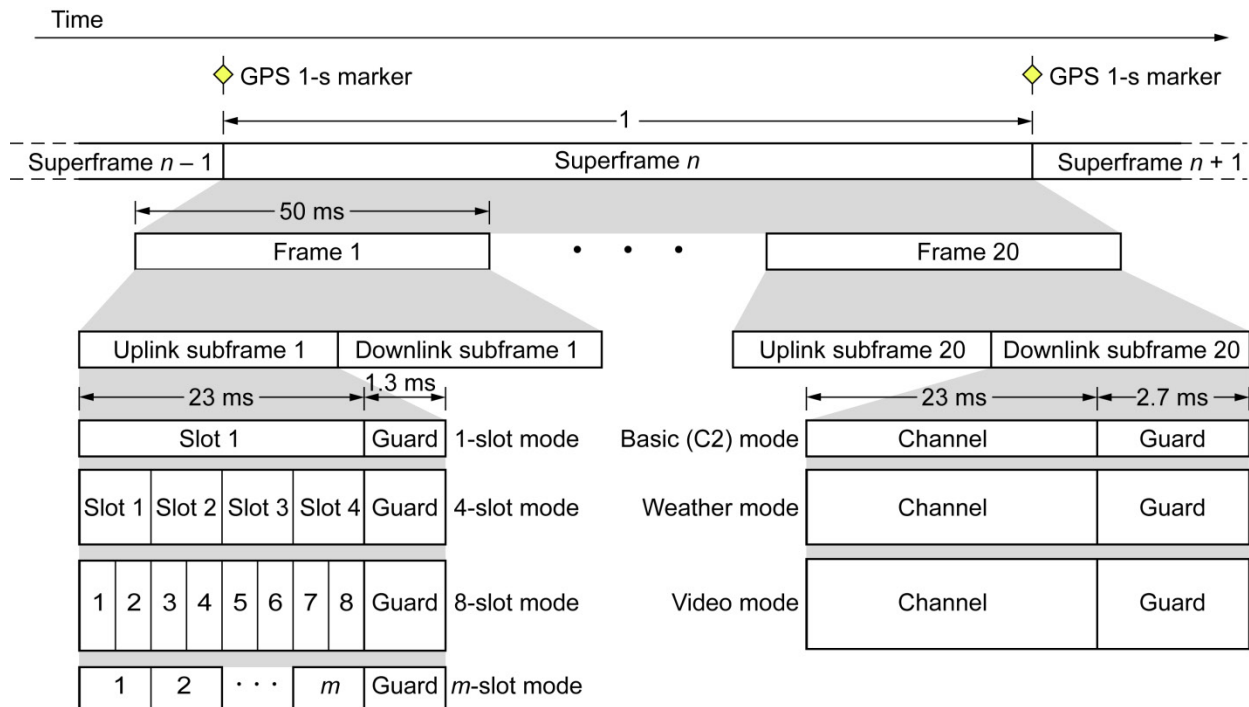 Time
GPS 1-s marker GPS 1-s marker
1
Superframe n – 1 Superframe n Superframe n + 1
50 ms
Frame 1 • • • Frame 20
Uplink subframe 1 Downlink subframe 1 Uplink subframe 20 Downlink subframe 20
23 ms 1.3 ms 23 ms 2.7 ms
Slot 1 Guard 1-slot mode Basic (C2) mode Channel Guard
Slot 1 Slot 2 Slot 3 Slot 4 Guard 4-slot mode Weather mode Channel Guard
1 2 3 4 5 6 7 8 Guard 8-slot mode Video mode Channel Guard
1 2 · · · m Guard m-slot mode